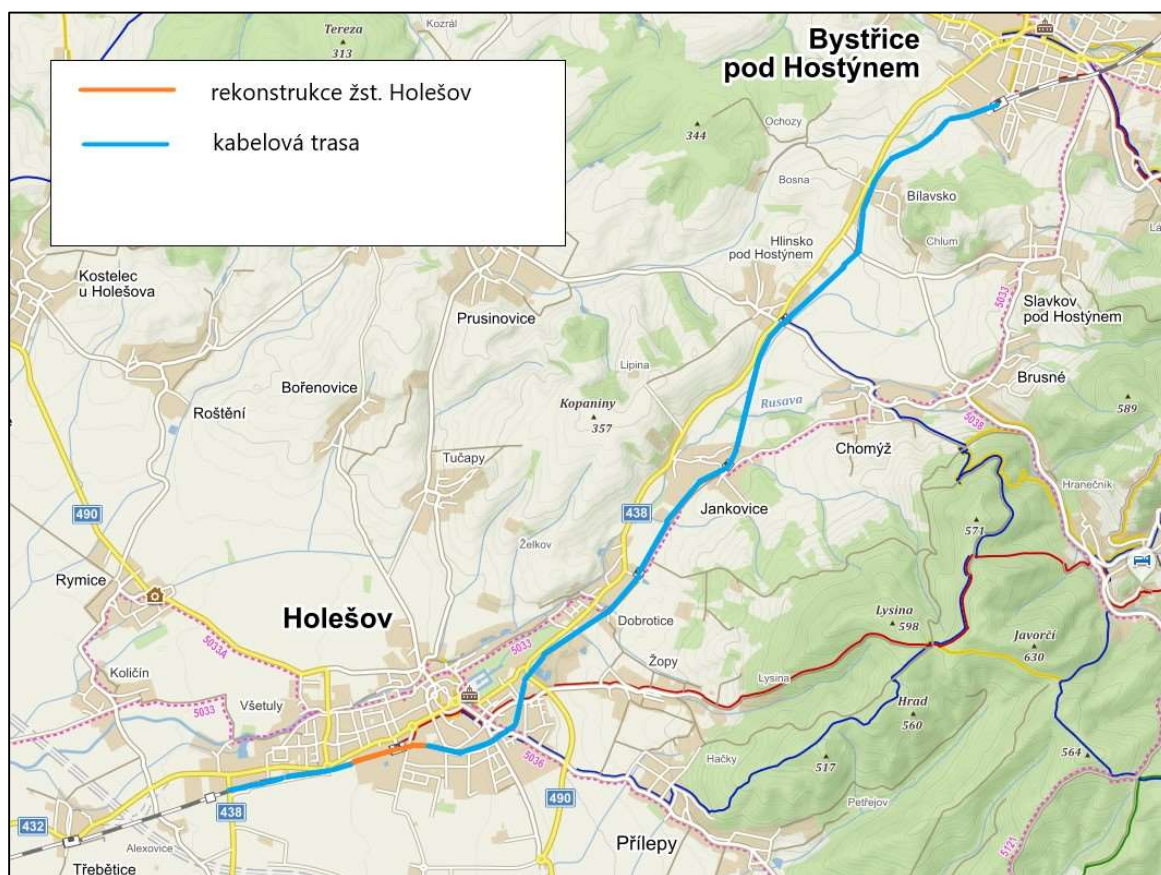 Tereza
313
Kozrál
Bystřice
pod Hostýnem
rekonstrukce žst. Holešov
kabelová trasa
344
Ochozy
Bosna
Bílavsko
Chlum
Hlinsko
pod Hostýnem
Kostelec
u Holešova
Prusinovice
5033
Slavkov
pod Hostýnem
Lipina
Bořenovice
Roštění
Kopaniny
357
Rusava
Brusné
589
5038
Chomýž
Tučapy
Hranečník
490
438
Jankovice
571
Želkov
Rymice
Holešov
Dobrotice
Lysina
598
Javorčí
630
5033A
5033
Žopy
Količín
5033
Všetuly
Lysina
Hrad
560
Hačky
517
564
5036
Petřejov
438
490
432
Alexovice
Třebětice
Přílepy
5121